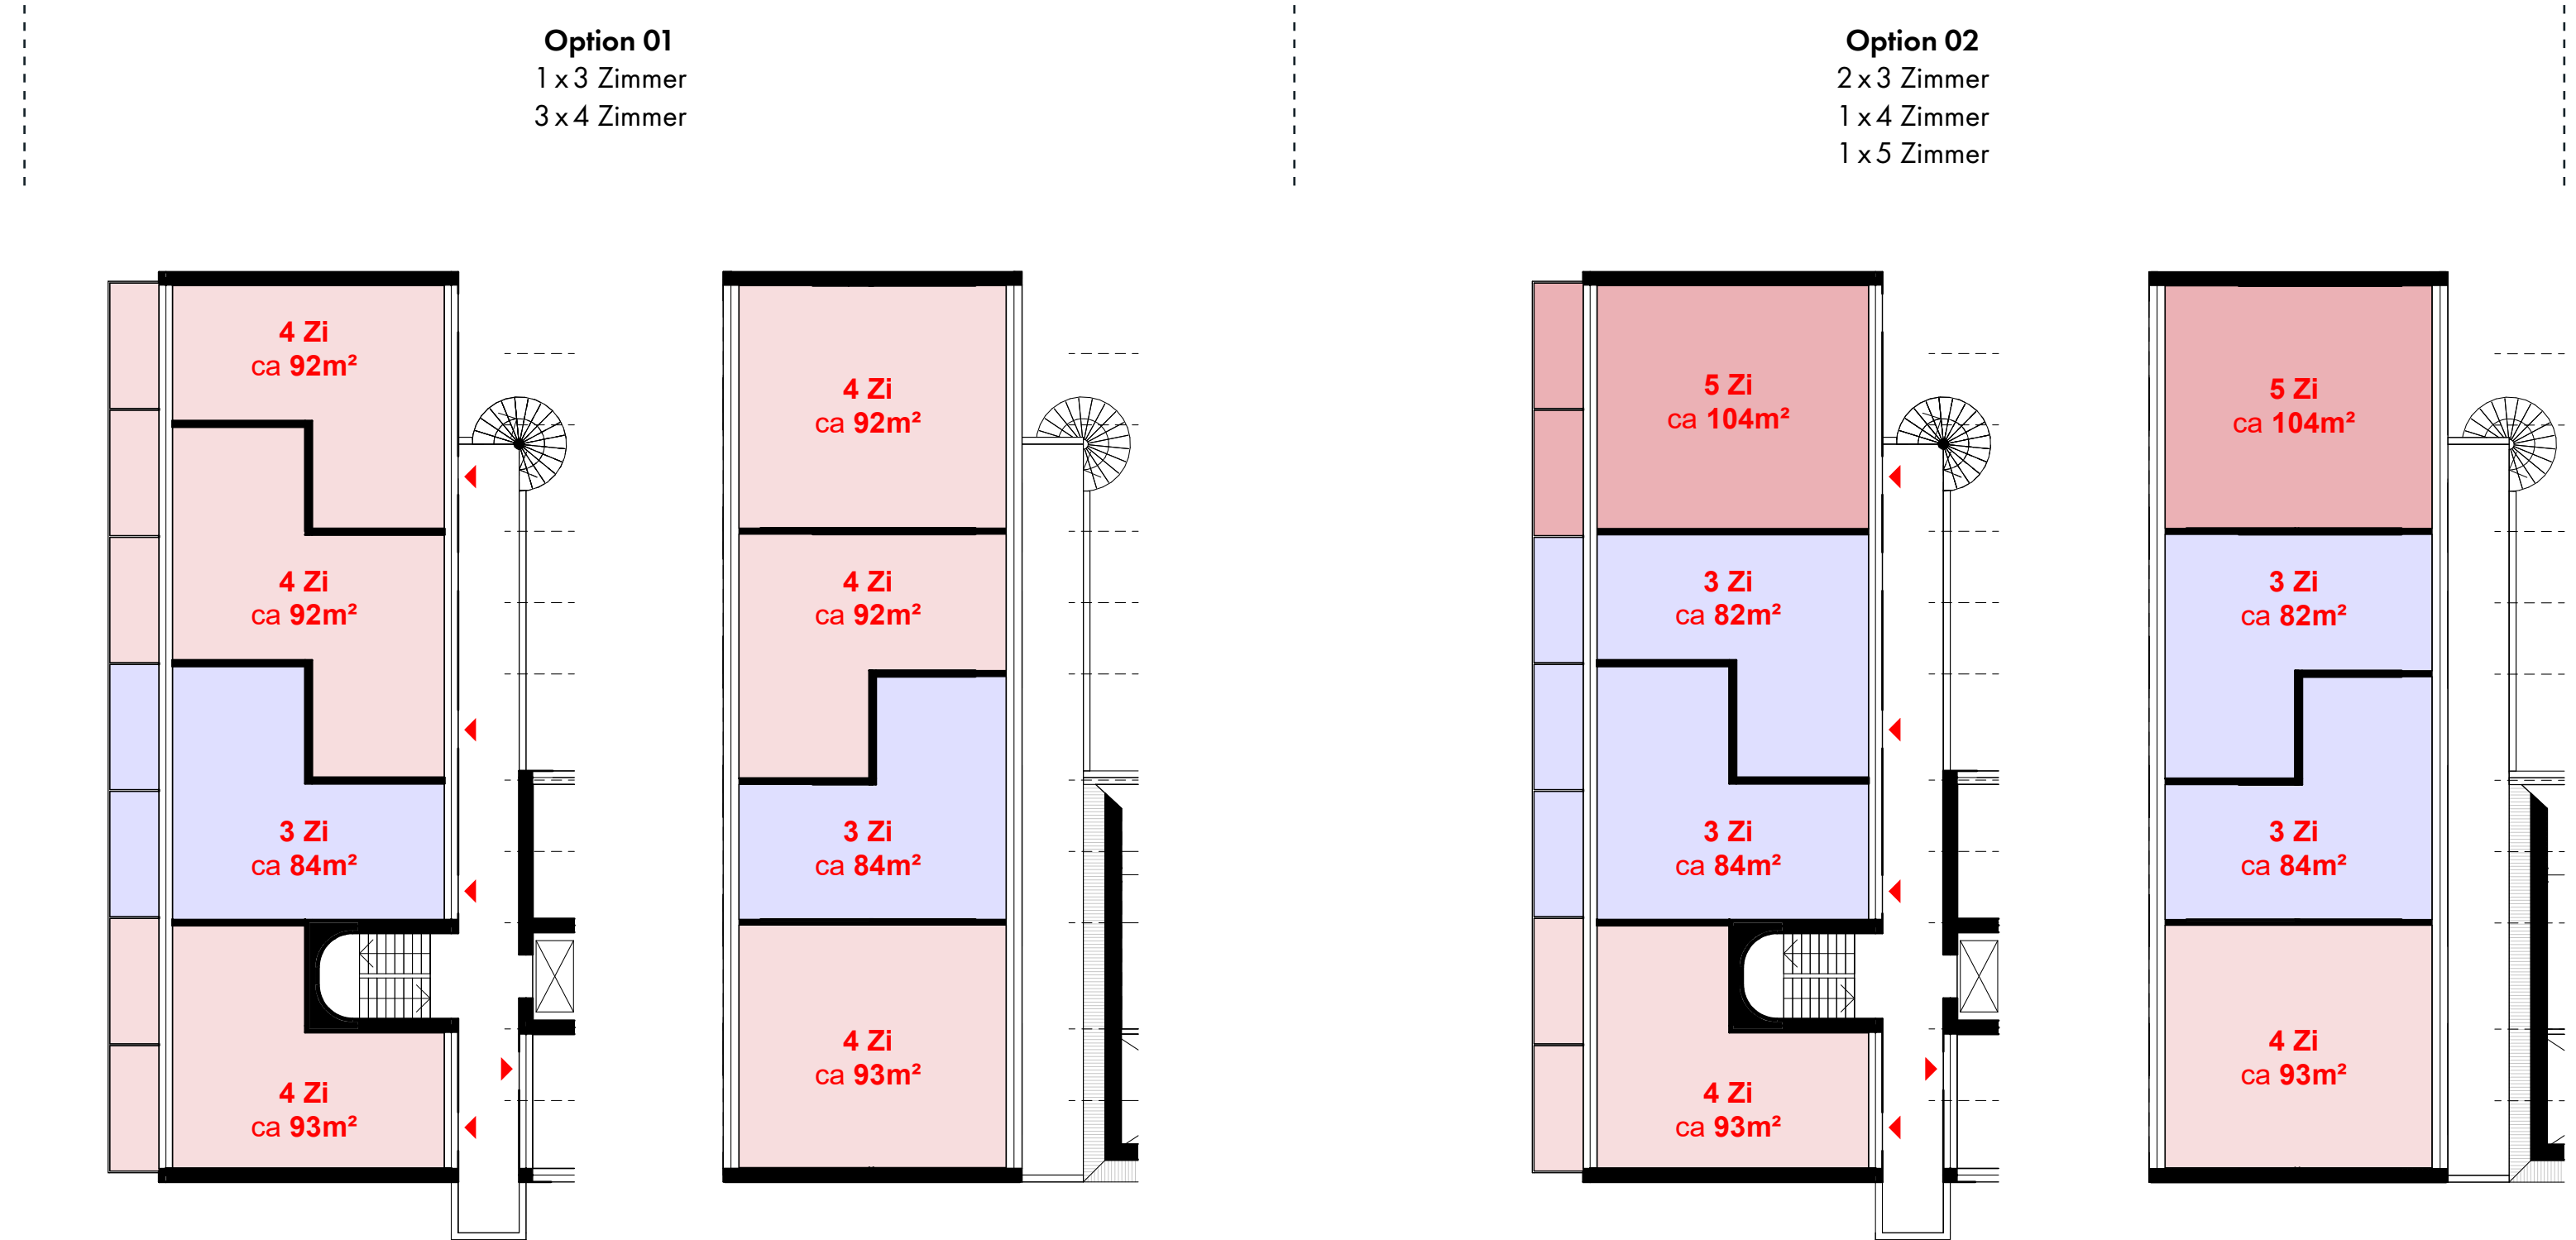 Option 01
1 x 3 Zimmer
3 x 4 Zimmer
Option 02
2 x 3 Zimmer
1 x 4 Zimmer
1 x 5 Zimmer
4 Zi
ca 92m²
4 Zi
ca 92m²
3 Zi
ca 84m²
4 Zi
ca 93m²
4 Zi
ca 92m²
4 Zi
ca 92m²
3 Zi
ca 84m²
4 Zi
ca 93m²
5 Zi
ca 104m²
3 Zi
ca 82m²
3 Zi
ca 84m²
4 Zi
ca 93m²
5 Zi
ca 104m²
3 Zi
ca 82m²
3 Zi
ca 84m²
4 Zi
ca 93m²